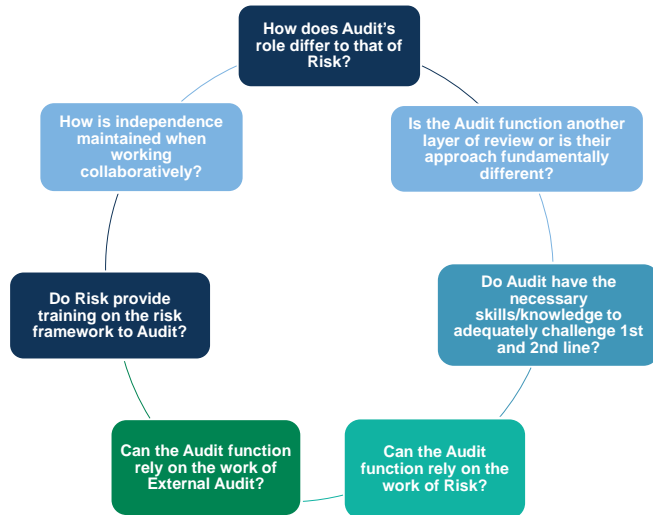 How does Audit's
role differ to that of
Risk?
Is the Audit function another
layer of review or is their
approach fundamentally
different?
Do Audit have the
necessary
skills/knowledge to
adequately challenge 1st
and 2nd line?
Can the Audit
function rely on the
work of Risk?
Can the Audit function
rely on the work of
External Audit?
Do Risk provide
training on the risk
framework to Audit?
How is independence
maintained when
working
collaboratively?